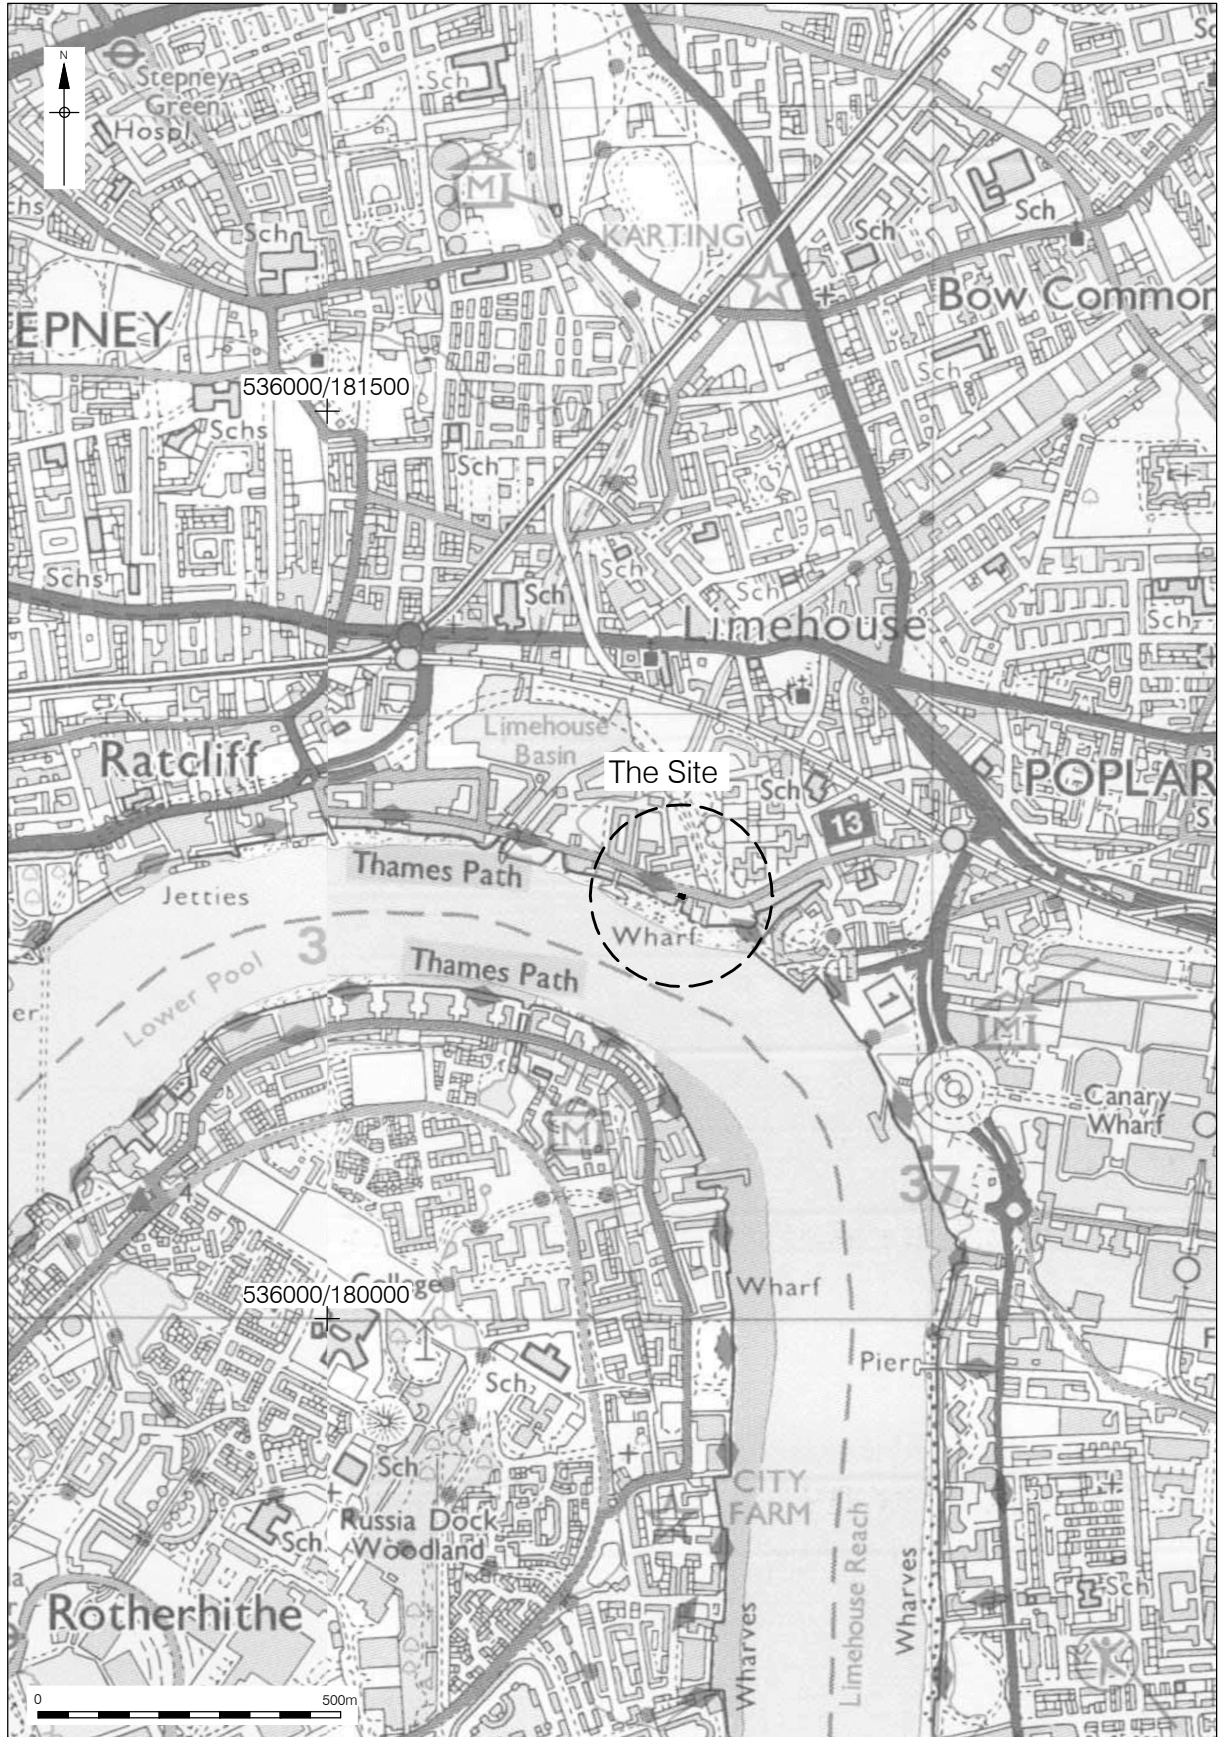 N
Stepney
Green
Hospl
Sch
Sch
Sch
KARTING
Sch
M
Sch
Bow Common
EPNEY
536000/181500
Schs
Sch
Sch
Schs
Sch
Sch
Sch
Limehouse
Sch
Limehouse
Basin
Ratcliff
The Site
Sch
POPLAR
13
Thames Path
Jetties
Wharf
3
Lower Pool
Thames Path
er
1
M
Canary
Wharf
M
37
4
College
536000/180000
Wharf
Pier
Sch
Sch
CITY
FARM
Russia Dock
Woodland
Sch
Limehouse Reach
Wharves
Wharves
Sch
Rotherhithe
0 500m